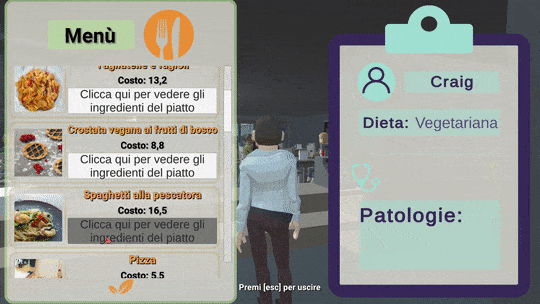 Menù
Tagliatelle e fagioli
Costo: 13,2
Clicca qui per vedere gli
ingredienti del piatto
Crostata vegana ai frutti di bosco
Costo: 8,8
Clicca qui per vedere gli
ingredienti del piatto
Spaghetti alla pescatora
Costo: 16,5
Clicca qui per vedere gli
ingredienti del piatto
Pizza
Costo: 5,5
Craig
Dieta: Vegetariana
Patologie:
Premi [esc] per uscire